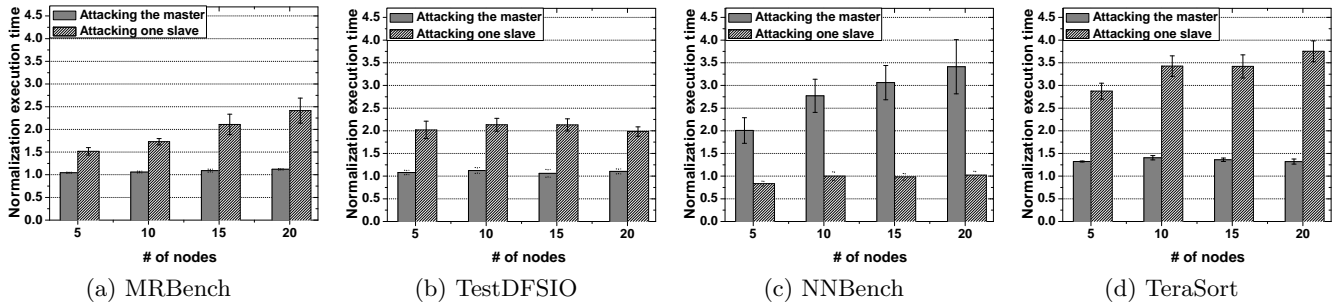 Normalization execution time
4.5
4.0
3.5
3.0
2.5
2.0
1.5
1.0
0.5
0.0
Attacking the master
Attacking one slave
5 10 15 20
# of nodes
(a) MRBench
Normalization execution time
4.5
4.0
3.5
3.0
2.5
2.0
1.5
1.0
0.5
0.0
Attacking the master
Attacking one slave
5 10 15 20
# of nodes
(b) TestDFSIO
Normalization execution time
4.5
4.0
3.5
3.0
2.5
2.0
1.5
1.0
0.5
0.0
Attacking the master
Attacking one slave
5 10 15 20
# of nodes
(c) NNBench
Normalization execution time
4.5
4.0
3.5
3.0
2.5
2.0
1.5
1.0
0.5
0.0
Attacking the master
Attacking one slave
5 10 15 20
# of nodes
(d) TeraSort